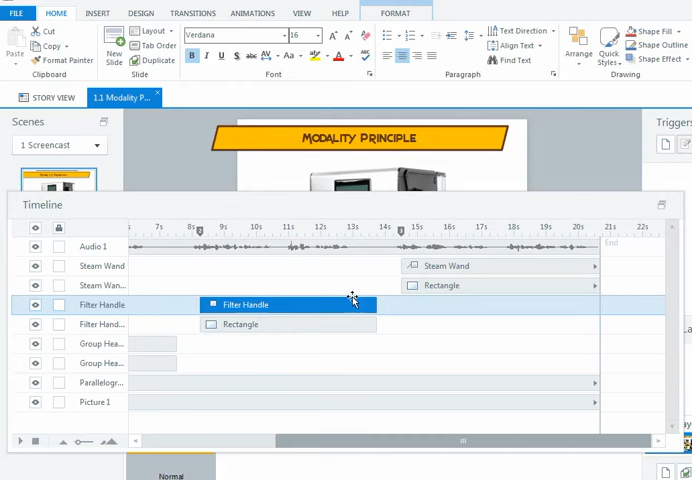 FILE HOME INSERT DESIGN TRANSITIONS ANIMATIONS VIEW HELP FORMAT
Paste
Cut
Copy
Format Painter
Clipboard
New Slide
Layout
Tab Order
Duplicate
Slide
Verdana 16
B I U S abc AV Aa A
Font
Paragraph
Text Direction
Align Text
Find Text
Arrange
Quick Styles
Shape Fill
Shape Outline
Shape Effect
Drawing
STORY VIEW 1.1 Modality P...
Scenes
1 Screencast
MODALITY PRINCIPLE
Triggers
Timeline
7s 8s 9s 10s 11s 12s 13s 14s 15s 16s 17s 18s 19s 20s 21s 22s
Audio 1 End
Steam Wand Steam Wand
Steam Wan... Rectangle
Filter Handle Filter Handle
Filter Hand... Rectangle
Group Hea...
Group Hea...
Parallelogr...
Picture 1
Normal